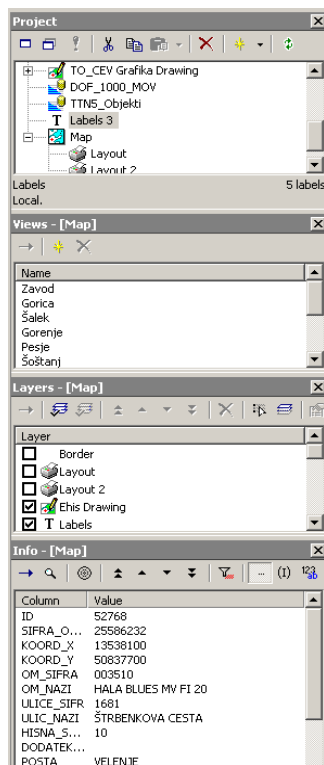 Project
TO_CEV Grafika Drawing
DOF_1000_MOV
TTN5_Objekti
T Labels 3
Map
Layout
Layout 2
Labels 5 labels
Local.
Views - [Map]
Name
Zavod
Gorica
Šalek
Gorenje
Pesje
Šoštanj
Layers - [Map]
Layer
Border
Layout
Layout 2
Ehis Drawing
T Labels
Info - [Map]
... (I) 123 ab
Column Value
ID 52768
SIFRA_O... 25586232
KOORD_X 13538100
KOORD_Y 50837700
OM_SIFRA 003510
OM_NAZI HALA BLUES MV FI 20
ULICE_SIFR 1681
ULIC_NAZI ŠTRBENKOVA CESTA
HISNA_S... 10
DODATEK...
POSTA VELENJE